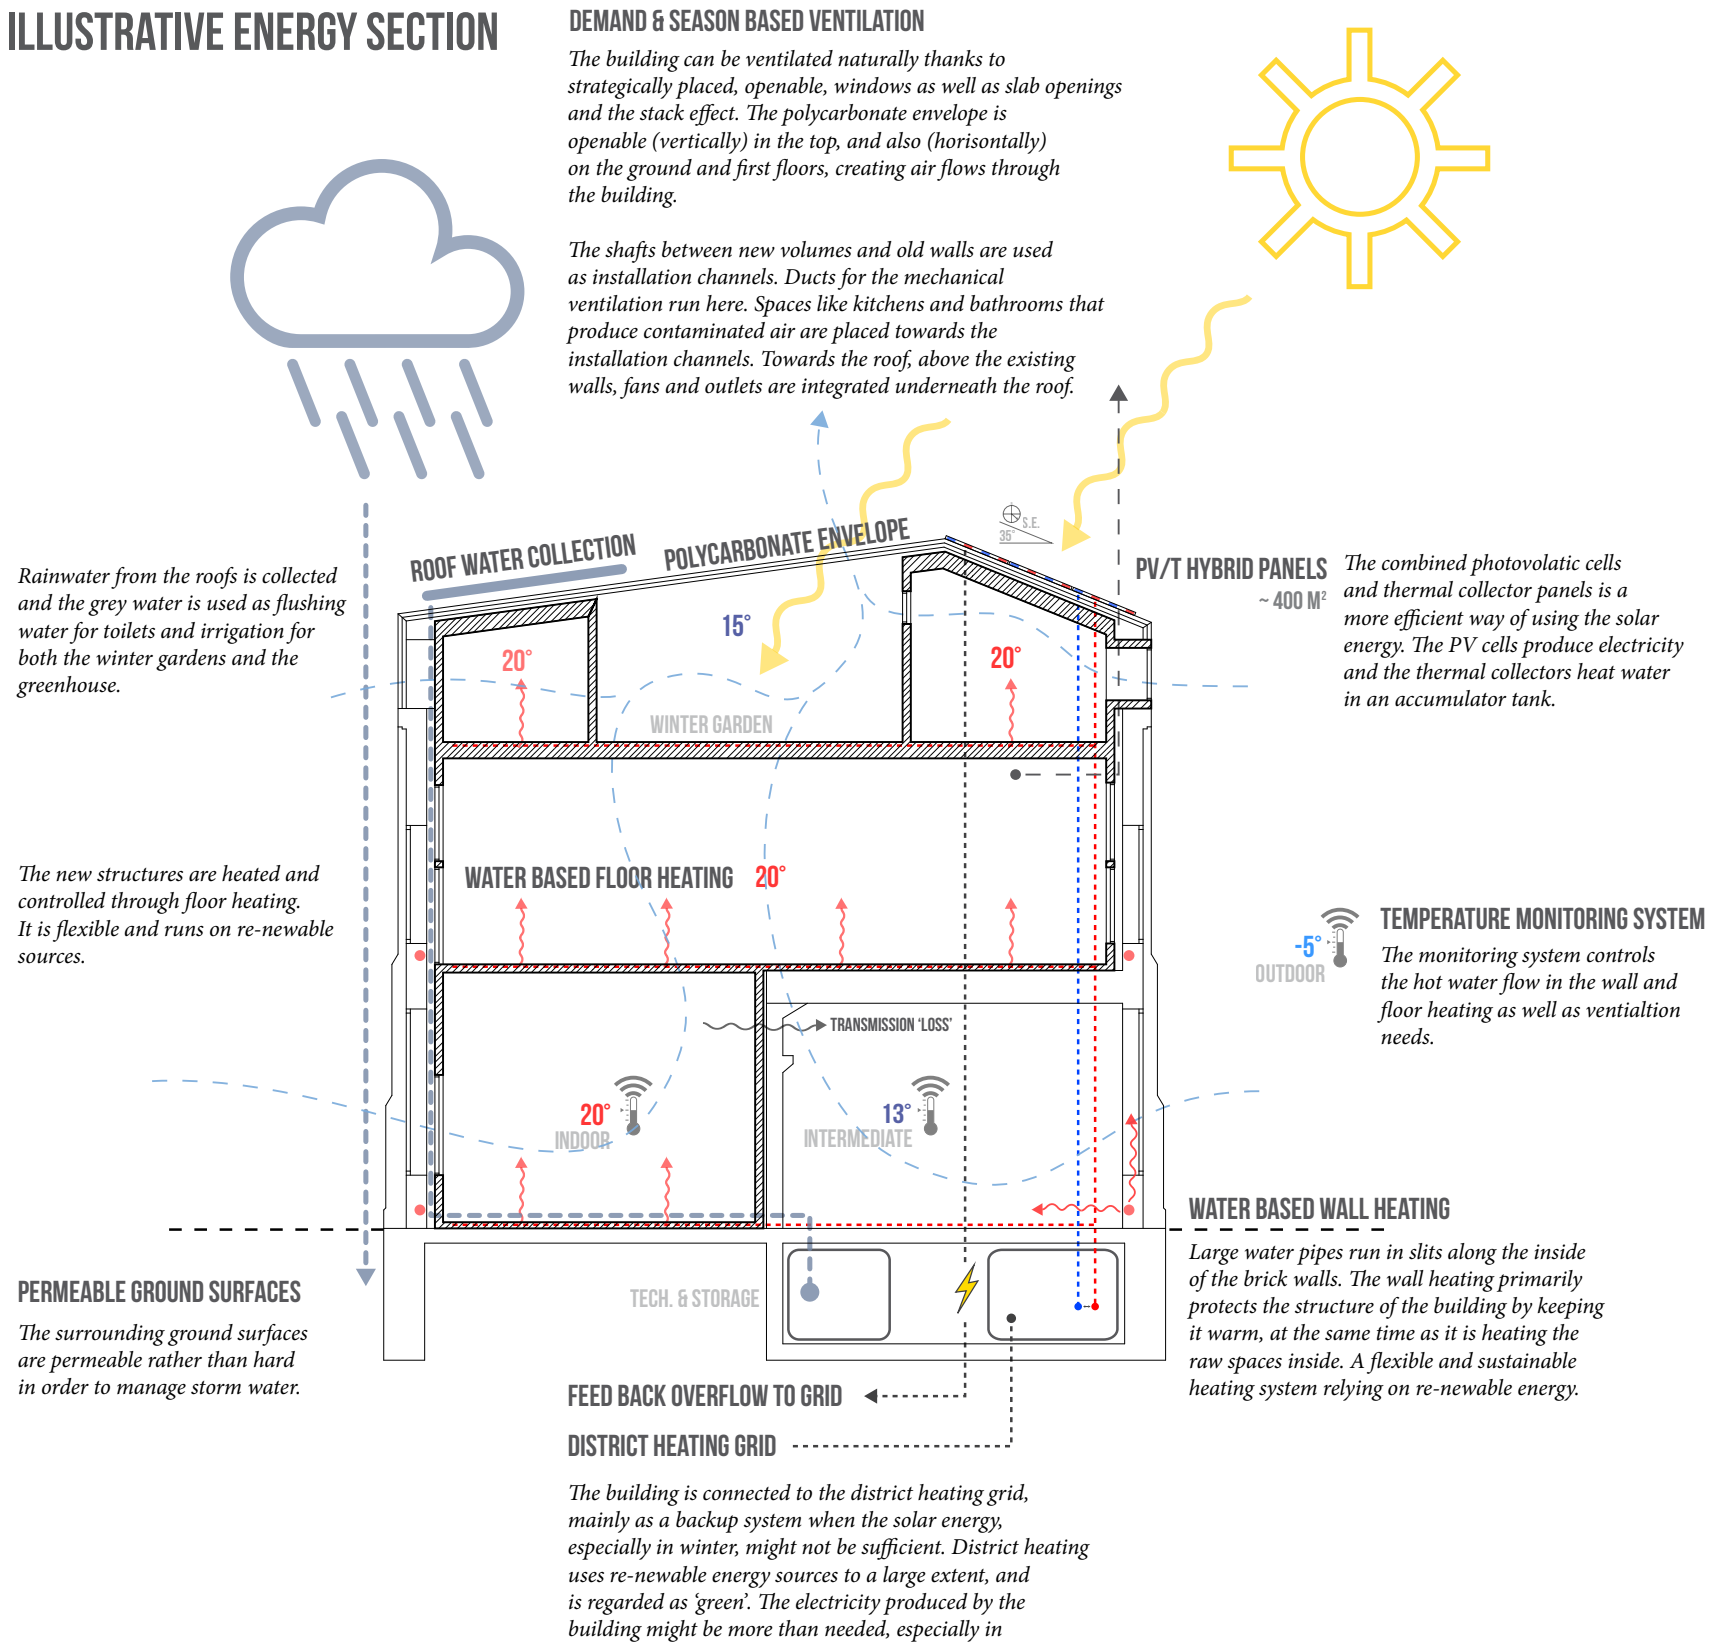 ILLUSTRATIVE ENERGY SECTION
DEMAND & SEASON BASED VENTILATION
The building can be ventilated naturally thanks to
strategically placed, openable, windows as well as slab openings
and the stack effect. The polycarbonate envelope is
openable (vertically) in the top, and also (horisontally)
on the ground and first floors, creating air flows through
the building.
The shafts between new volumes and old walls are used
as installation channels. Ducts for the mechanical
ventilation run here. Spaces like kitchens and bathrooms that
produce contaminated air are placed towards the
installation channels. Towards the roof, above the existing
walls, fans and outlets are integrated underneath the roof.
ROOF WATER COLLECTION
POLYCARBONATE ENVELOPE
S.E.
35°
Rainwater from the roofs is collected
and the grey water is used as flushing
water for toilets and irrigation for
both the winter gardens and the
greenhouse.
PV/T HYBRID PANELS
~ 400 M²
The combined photovolatic cells
and thermal collector panels is a
more efficient way of using the solar
energy. The PV cells produce electricity
and the thermal collectors heat water
in an accumulator tank.
15°
20°
20°
WINTER GARDEN
The new structures are heated and
controlled through floor heating.
It is flexible and runs on re-newable
sources.
WATER BASED FLOOR HEATING 20°
-5°
OUTDOOR
TEMPERATURE MONITORING SYSTEM
The monitoring system controls
the hot water flow in the wall and
floor heating as well as ventialtion
needs.
TRANSMISSION 'LOSS'
20°
INDOOR
13°
INTERMEDIATE
WATER BASED WALL HEATING
Large water pipes run in slits along the inside
of the brick walls. The wall heating primarily
protects the structure of the building by keeping
it warm, at the same time as it is heating the
raw spaces inside. A flexible and sustainable
heating system relying on re-newable energy.
PERMEABLE GROUND SURFACES
The surrounding ground surfaces
are permeable rather than hard
in order to manage storm water.
TECH. & STORAGE
FEED BACK OVERFLOW TO GRID
DISTRICT HEATING GRID
The building is connected to the district heating grid,
mainly as a backup system when the solar energy,
especially in winter, might not be sufficient. District heating
uses re-newable energy sources to a large extent, and
is regarded as 'green'. The electricity produced by the
building might be more than needed, especially in